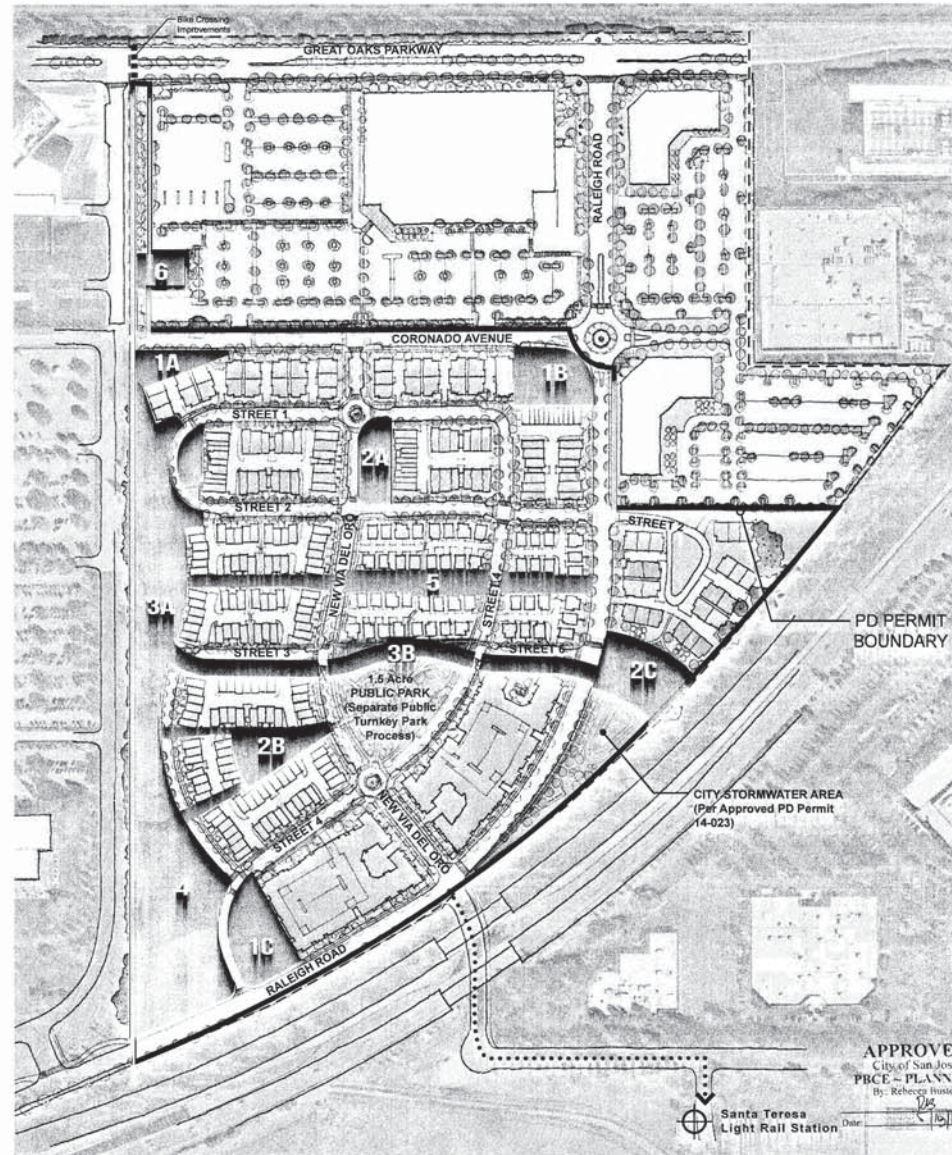 Bike Crossing
Improvements
GREAT OAKS PARKWAY
RALEIGH ROAD
6
CORONADO AVENUE
1A
1B
STREET 1
2A
STREET 2
STREET 2
NEW VIA DEL ORO
5
STREET 4
3A
PD PERMIT
BOUNDARY
STREET 3
3B
STREET 5
2C
1.5 Acre
PUBLIC PARK
(Separate Public
Turnkey Park
Process)
2B
CITY STORMWATER AREA
(Per Approved PD Permit
14-023)
STREET 4
NEW VIA DEL ORO
4
1C
RALEIGH ROAD
APPROVE
City of San Jos
PBCE ~ PLANN
By: Rebecca
Santa Teresa
Light Rail Station
Date: